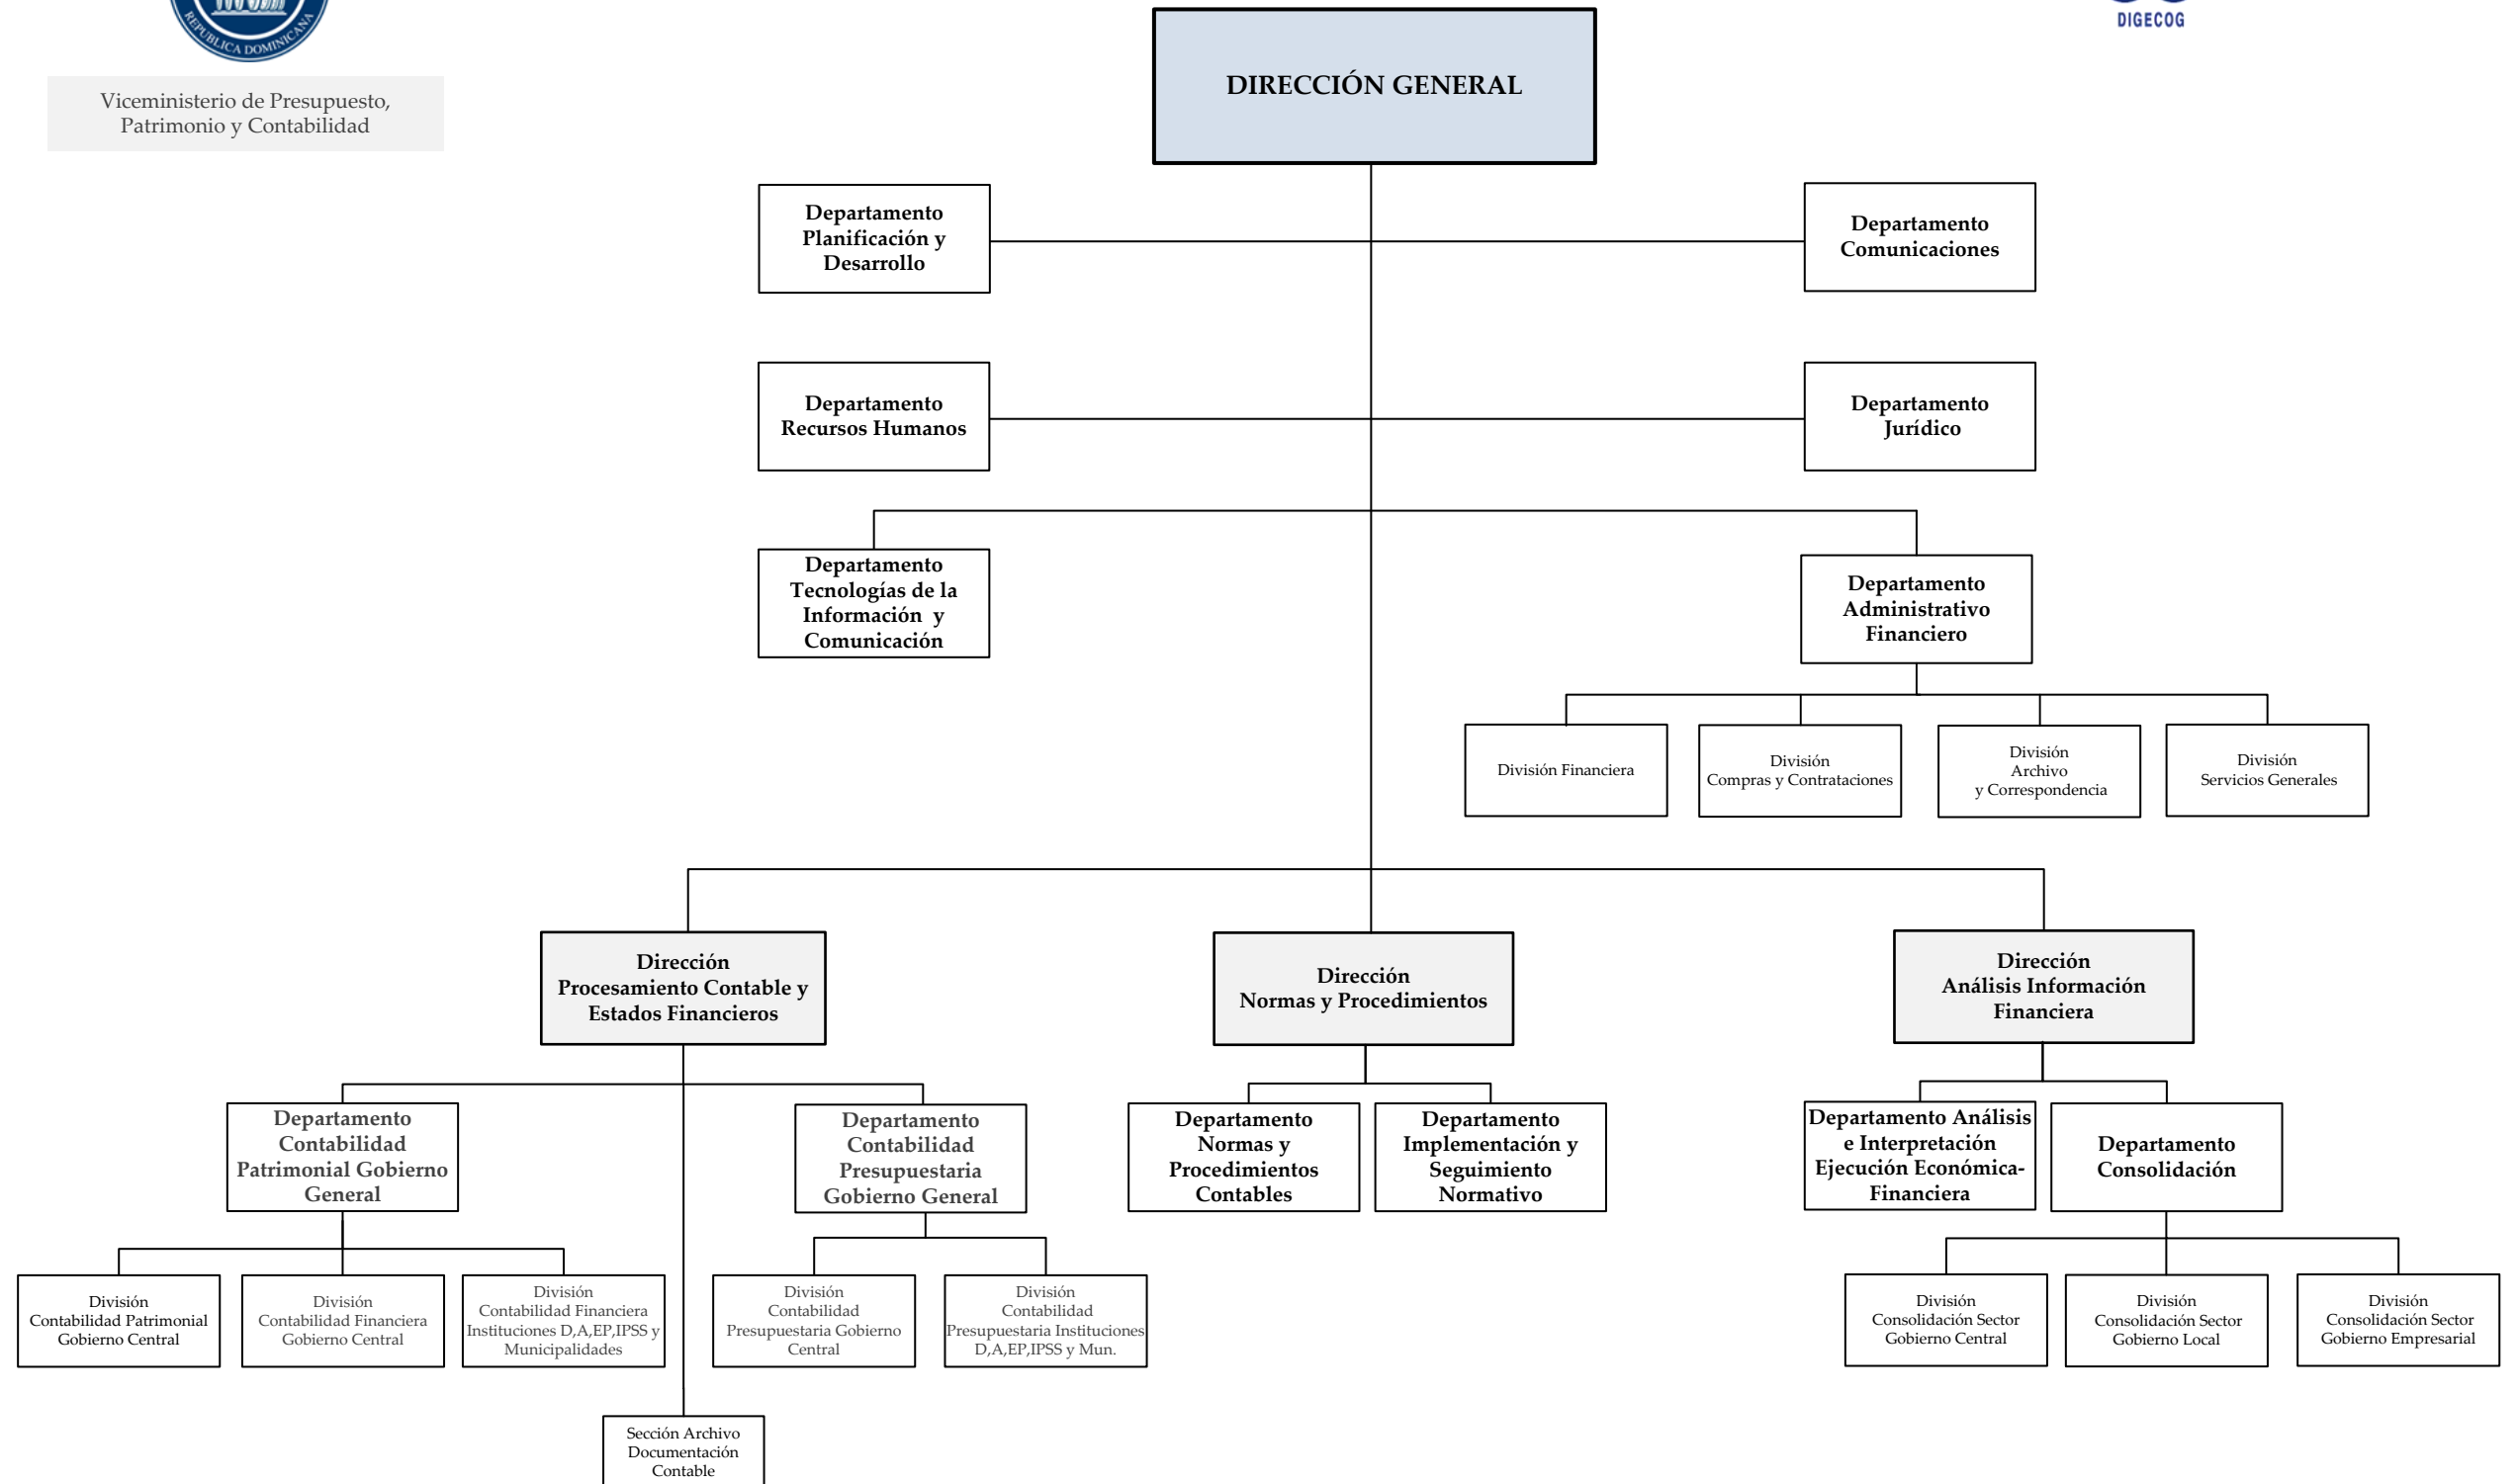 REPUBLICA DOMINICANA
DIGECOG
Viceministerio de Presupuesto,
Patrimonio y Contabilidad
DIRECCIÓN GENERAL
Departamento
Planificación y
Desarrollo
Departamento
Comunicaciones
Departamento
Recursos Humanos
Departamento
Jurídico
Departamento
Tecnologías de la
Información y
Comunicación
Departamento
Administrativo
Financiero
División Financiera
División
Compras y Contrataciones
División
Archivo
y Correspondencia
División
Servicios Generales
Dirección
Procesamiento Contable y
Estados Financieros
Dirección
Normas y Procedimientos
Dirección
Análisis Información
Financiera
Departamento
Contabilidad
Patrimonial Gobierno
General
Departamento
Contabilidad
Presupuestaria
Gobierno General
Departamento
Normas y
Procedimientos
Contables
Departamento
Implementación y
Seguimiento
Normativo
Departamento Análisis
e Interpretación
Ejecución Económica-
Financiera
Departamento
Consolidación
División
Contabilidad Patrimonial
Gobierno Central
División
Contabilidad Financiera
Gobierno Central
División
Contabilidad Financiera
Instituciones D,A,EP,IPSS y
Municipalidades
División
Contabilidad
Presupuestaria Gobierno
Central
División
Contabilidad
Presupuestaria Instituciones
D,A,EP,IPSS y Mun.
División
Consolidación Sector
Gobierno Central
División
Consolidación Sector
Gobierno Local
División
Consolidación Sector
Gobierno Empresarial
Sección Archivo
Documentación
Contable